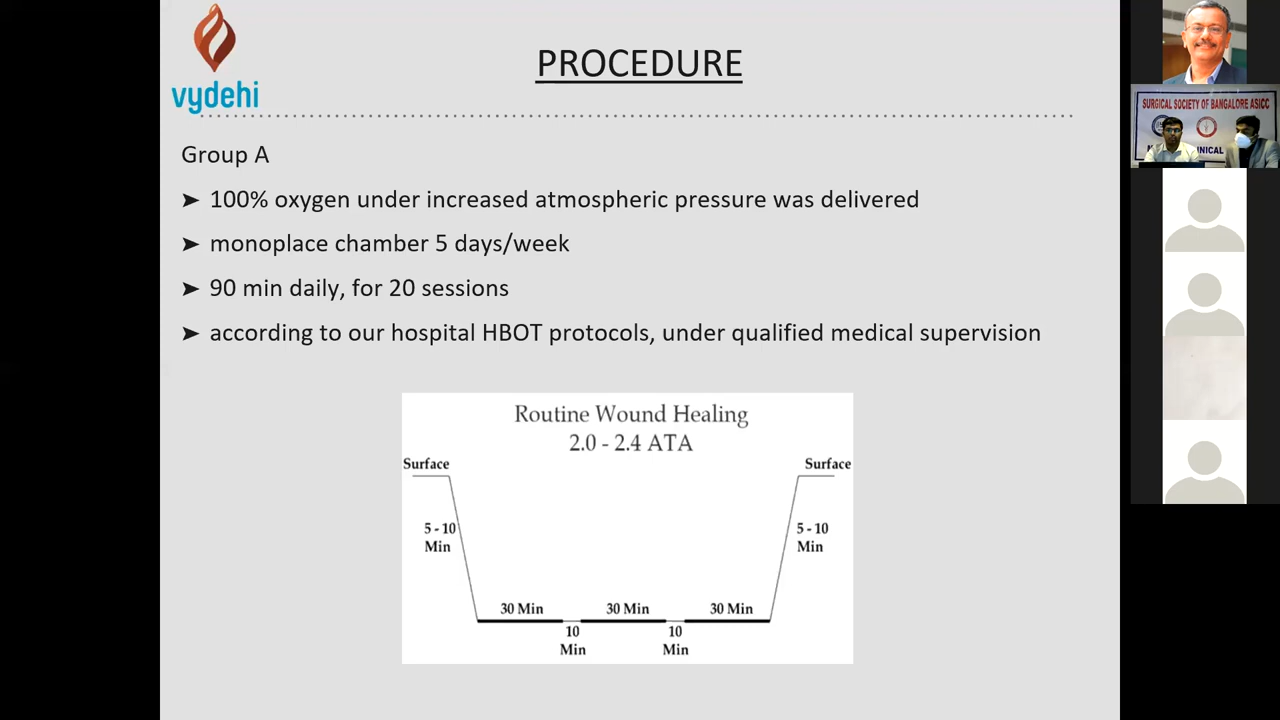 vydehi
PROCEDURE
Group A
➤ 100% oxygen under increased atmospheric pressure was delivered
➤ monoplace chamber 5 days/week
➤ 90 min daily, for 20 sessions
➤ according to our hospital HBOT protocols, under qualified medical supervision
Routine Wound Healing
2.0 - 2.4 ATA
Surface
Surface
5 - 10
Min
5 - 10
Min
30 Min
30 Min
30 Min
10
Min
10
Min
SURGICAL SOCIETY OF BANGALORE ASICC